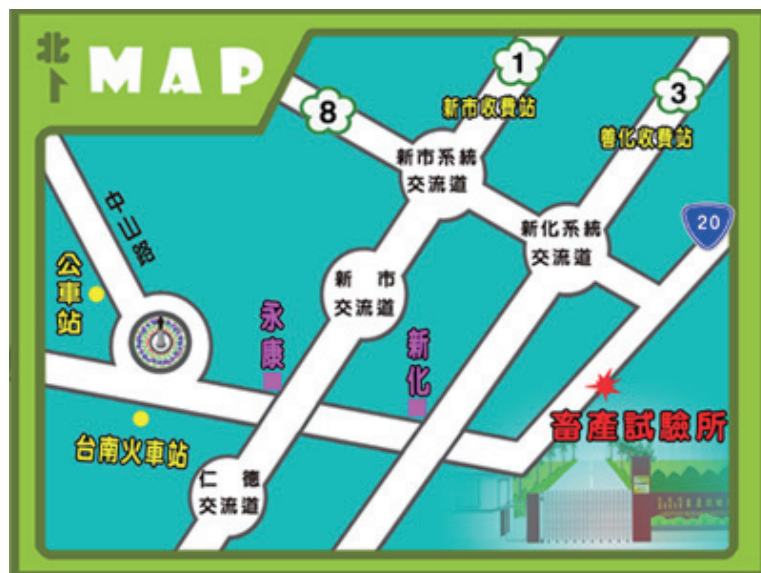 北
MAP
1
8
3
新市收費站
善化收費站
新市系統
交流道
20
新化系統
交流道
中山路
公車站
新市
交流道
永康
新化
畜產試驗所
台南火車站
仁德
交流道